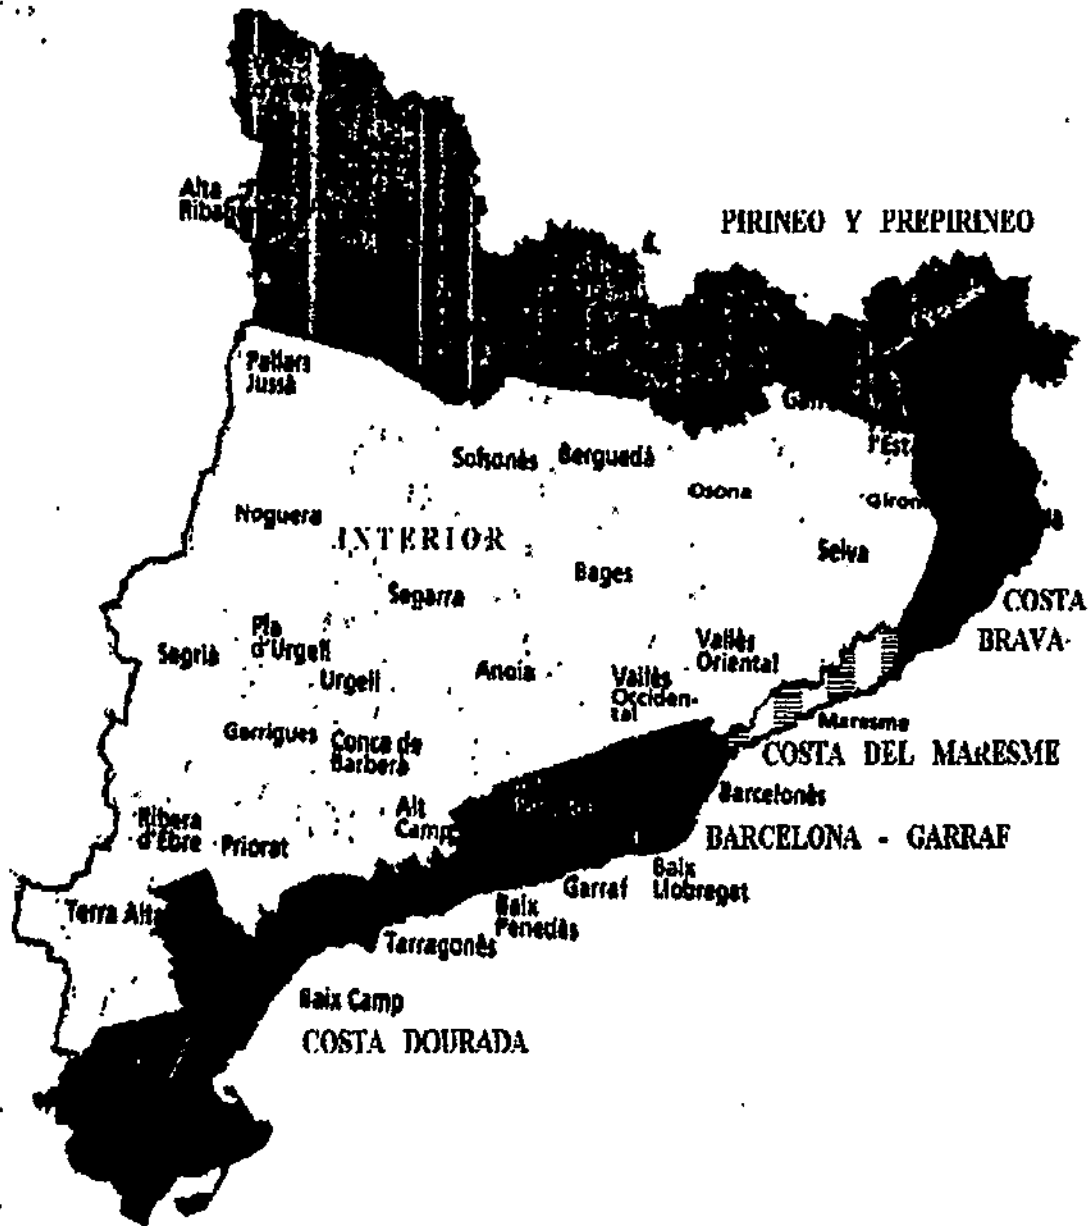 Alta
PIRINEO Y PREPIRINEO
Pallars
Jussà
Solsonès
Berguedà
Osona
Noguera
INTERIOR
Selva
Bages
Segarra
COSTA
BRAVA
Pla
d'Urgell
Segrià
Urgell
Anoia
Vallès
Oriental
Vallès
Occiden-
tal
Garrigues
Conca de
Barberà
Maresme
COSTA DEL MARESME
Barcelonès
Alt
Camp
Ribera
d'Ebre
Priorat
BARCELONA - GARRAF
Baix
Llobregat
Garraf
Baix
Penedès
Terra Alta
Tarragonès
Baix Camp
COSTA DOURADA